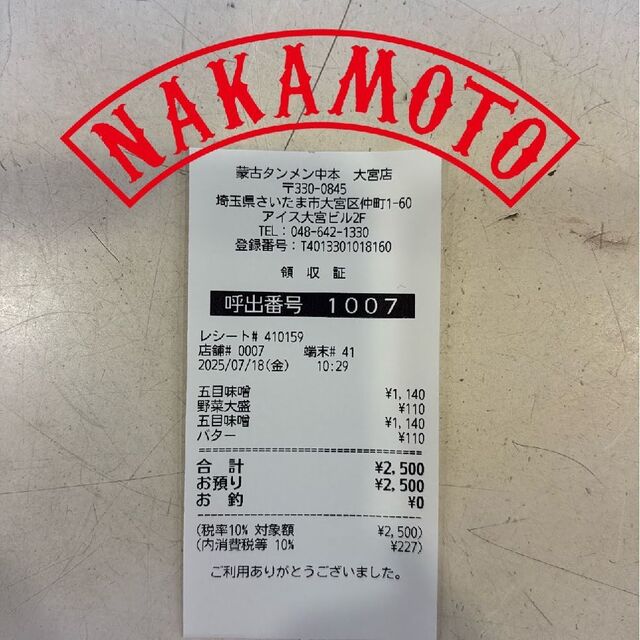 NAKAMOTO
蒙古タンメン中本　大宮店
〒330-0845
埼玉県さいたま市大宮区仲町1-60
アイス大宮ビル2F
TEL：048-642-1330
登録番号：T4013301018160
領　収　証
呼出番号　1007
レシート# 410159
店舗# 0007　端末# 41
2025/07/18(金)　10:29
五目味噌　¥1,140
野菜大盛　¥110
五目味噌　¥1,140
バター　¥110
合　計　¥2,500
お預り　¥2,500
お　釣　¥0
(税率10% 対象額　¥2,500)
(内消費税等 10%　¥227)
ご利用ありがとうございました。